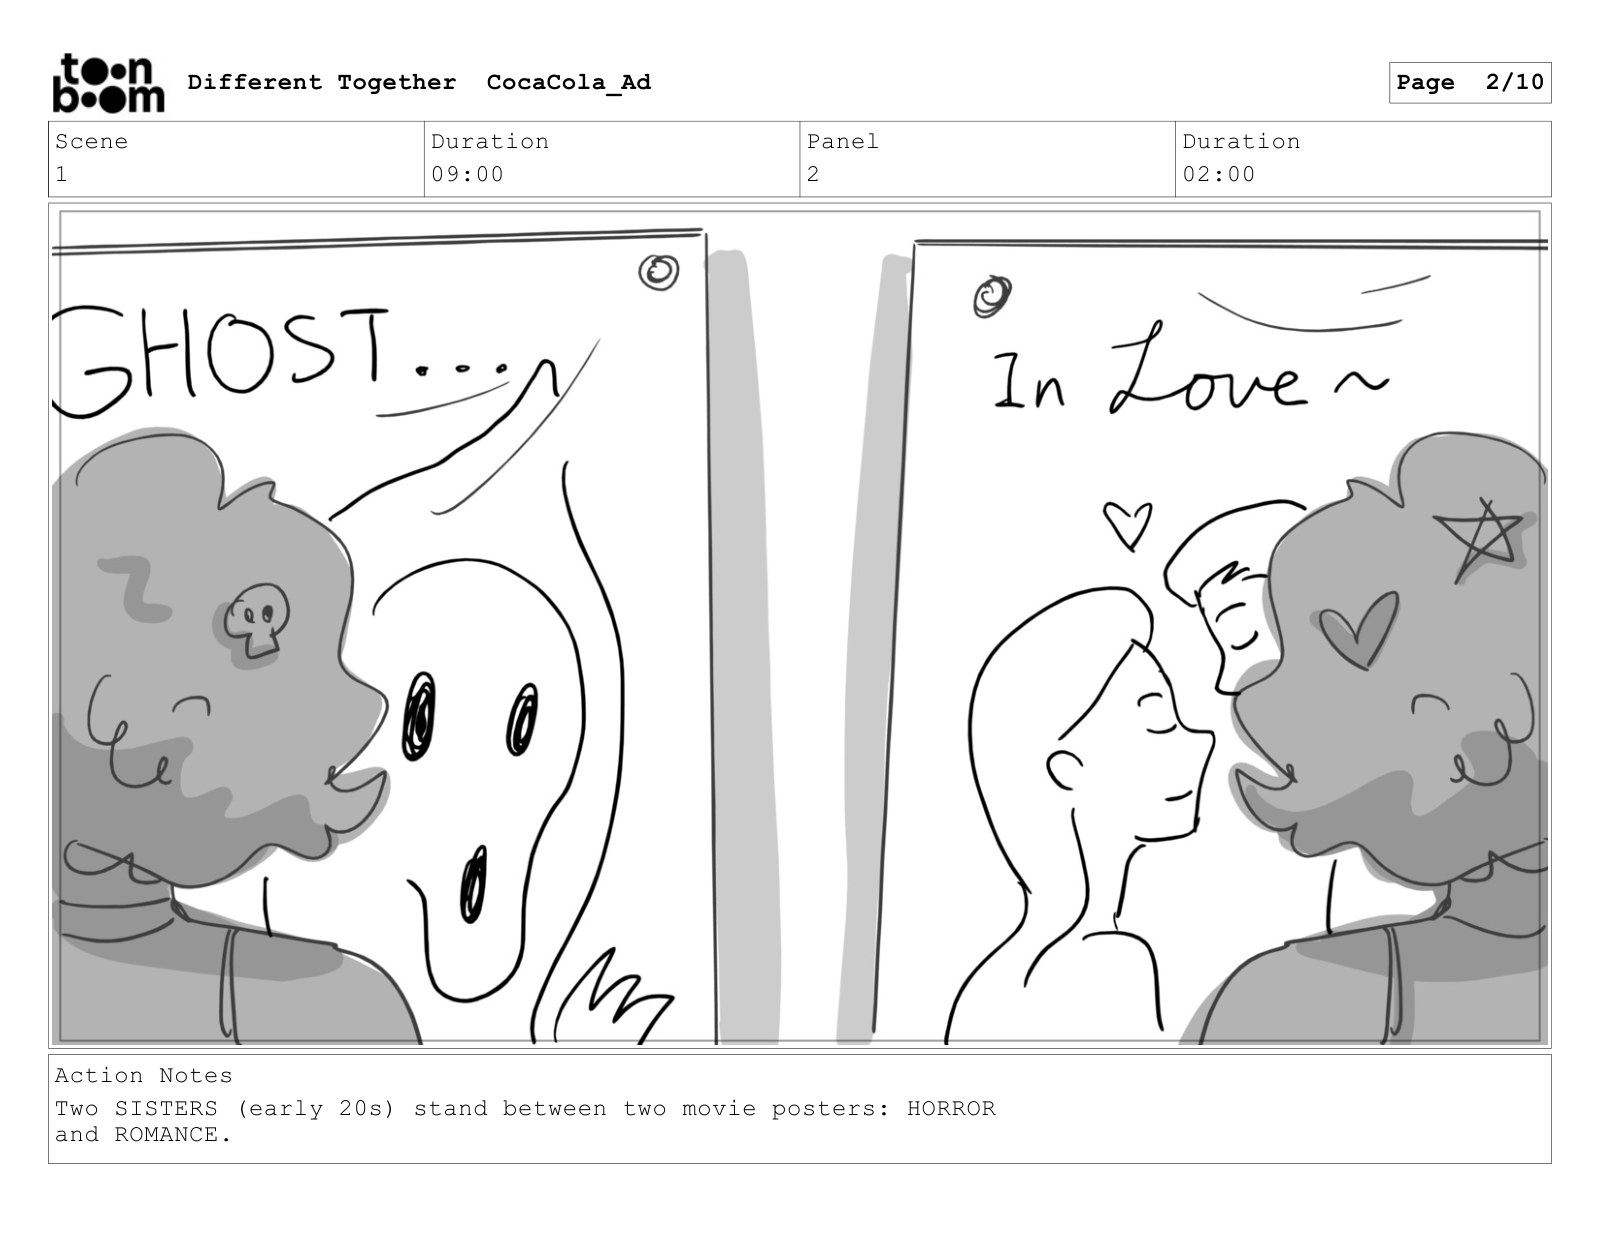 toon
boom
Different Together  CocaCola_Ad
Page  2/10
Scene
1
Duration
09:00
Panel
2
Duration
02:00
GHOST...
In Love ~
Action Notes
Two SISTERS (early 20s) stand between two movie posters: HORROR
and ROMANCE.